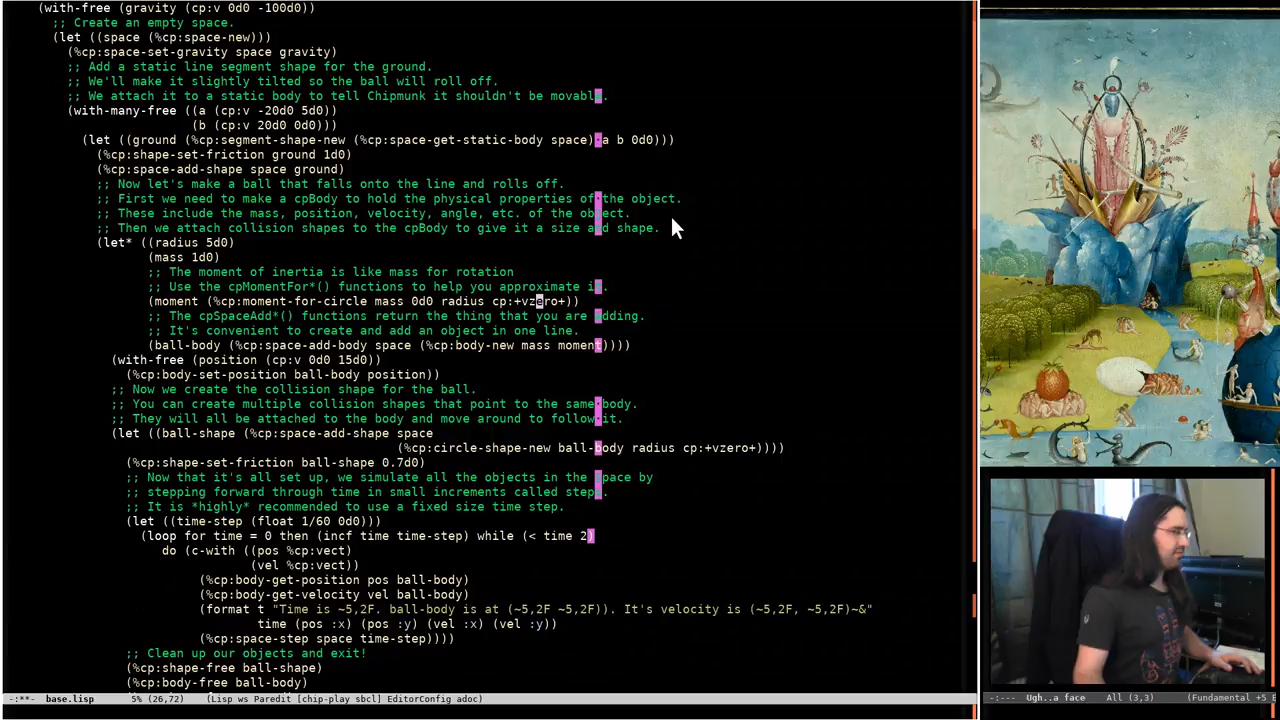 (with-free (gravity (cp:v 0d0 -100d0))
;; Create an empty space.
(let ((space (%cp:space-new)))
(%cp:space-set-gravity space gravity)
;; Add a static line segment shape for the ground.
;; We'll make it slightly tilted so the ball will roll off.
;; We attach it to a static body to tell Chipmunk it shouldn't be movable.
(with-many-free ((a (cp:v -20d0 5d0))
(b (cp:v 20d0 0d0)))
(let ((ground (%cp:segment-shape-new (%cp:space-get-static-body space) a b 0d0)))
(%cp:shape-set-friction ground 1d0)
(%cp:space-add-shape space ground)
;; Now let's make a ball that falls onto the line and rolls off.
;; First we need to make a cpBody to hold the physical properties of the object.
;; These include the mass, position, velocity, angle, etc. of the object.
;; Then we attach collision shapes to the cpBody to give it a size and shape.
(let* ((radius 5d0)
(mass 1d0)
;; The moment of inertia is like mass for rotation
;; Use the cpMomentFor*() functions to help you approximate it.
(moment (%cp:moment-for-circle mass 0d0 radius cp:+vzero+))
;; The cpSpaceAdd*() functions return the thing that you are adding.
;; It's convenient to create and add an object in one line.
(ball-body (%cp:space-add-body space (%cp:body-new mass moment))))
(with-free (position (cp:v 0d0 15d0))
(%cp:body-set-position ball-body position))
;; Now we create the collision shape for the ball.
;; You can create multiple collision shapes that point to the same body.
;; They will all be attached to the body and move around to follow it.
(let ((ball-shape (%cp:space-add-shape space
(%cp:circle-shape-new ball-body radius cp:+vzero+))))
(%cp:shape-set-friction ball-shape 0.7d0)
;; Now that it's all set up, we simulate all the objects in the space by
;; stepping forward through time in small increments called steps.
;; It is *highly* recommended to use a fixed size time step.
(let ((time-step (float 1/60 0d0)))
(loop for time = 0 then (incf time time-step) while (< time 2)
do (c-with ((pos %cp:vect)
(vel %cp:vect))
(%cp:body-get-position pos ball-body)
(%cp:body-get-velocity vel ball-body)
(format t "Time is ~5,2F. ball-body is at (~5,2F ~5,2F)). It's velocity is (~5,2F, ~5,2F)~&"
time (pos :x) (pos :y) (vel :x) (vel :y))
(%cp:space-step space time-step))))
;; Clean up our objects and exit!
(%cp:shape-free ball-shape)
(%cp:body-free ball-body)
-:**- base.lisp 5% (26,72) (Lisp ws Paredit [chip-play sbcl] EditorConfig adoc)
-:--- Ugh..a face All (3,3) (Fundamental +5 E